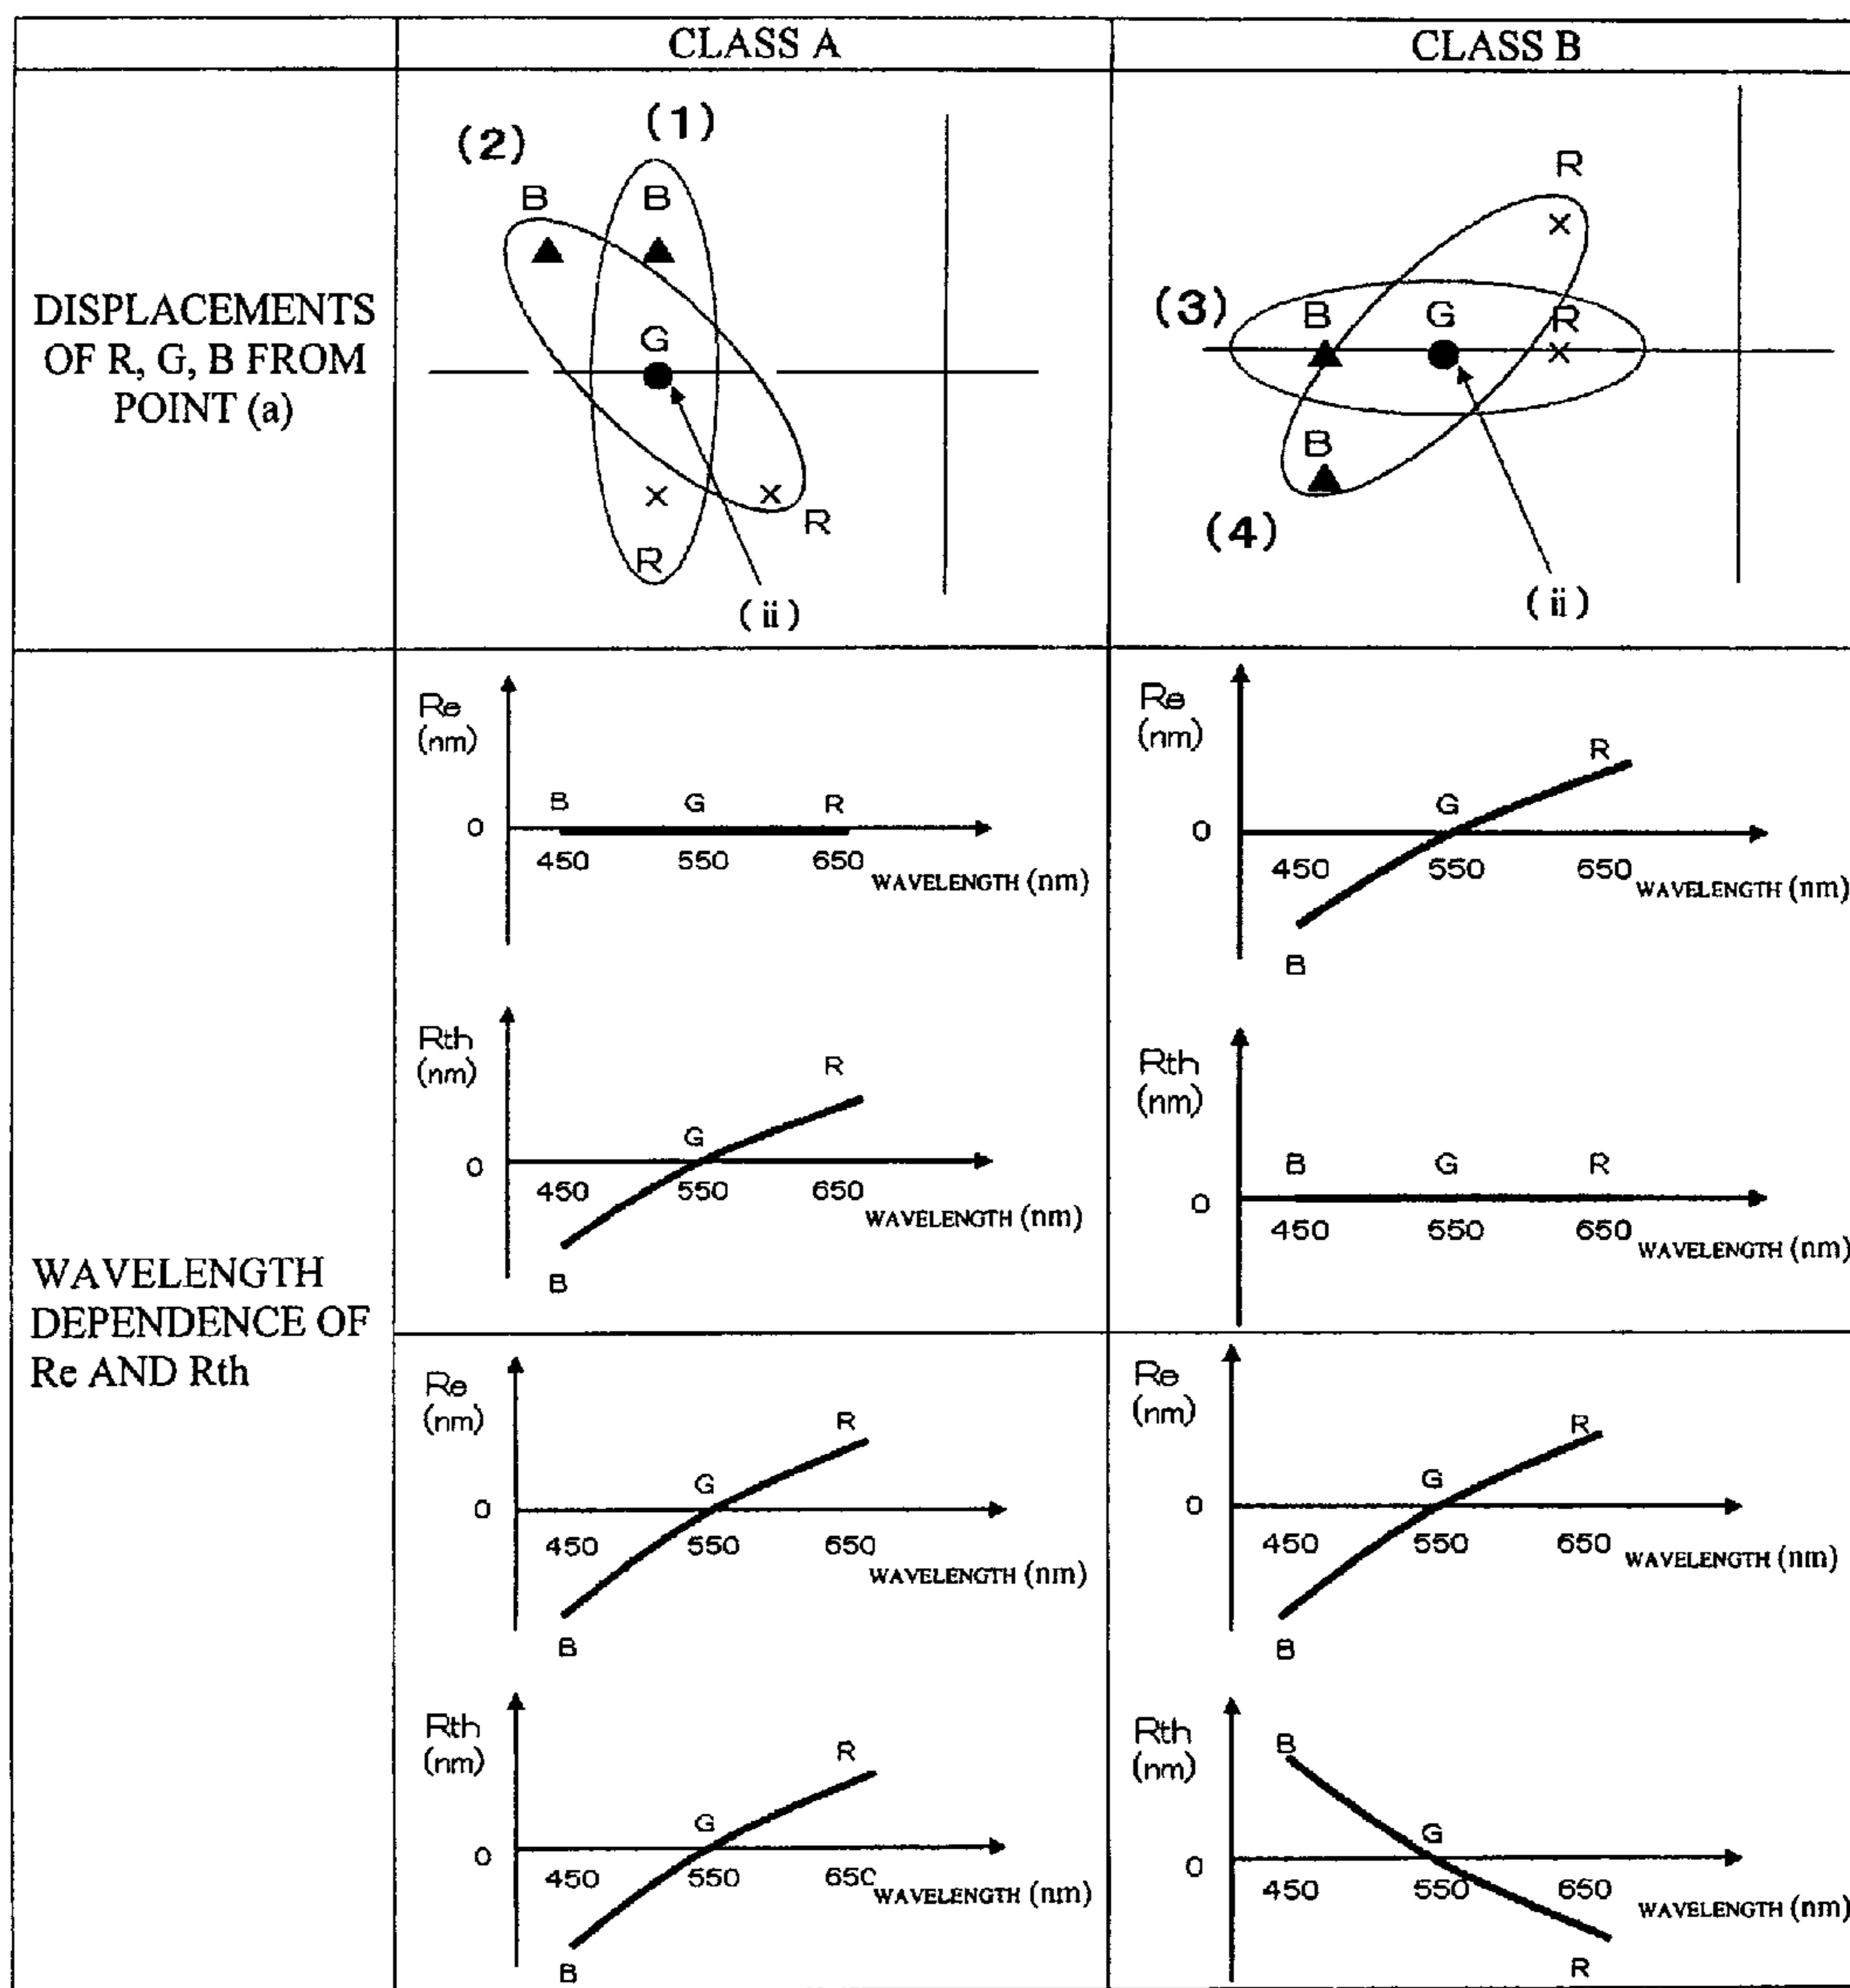 CLASS A
CLASS B
DISPLACEMENTS
OF R, G, B FROM
POINT (a)
(2)
(1)
B
B
G
R
R
(ii)
R
(3)
B
G
R
B
(4)
(ii)
WAVELENGTH
DEPENDENCE OF
Re AND Rth
Re
(nm)
B G R
0
450 550 650
WAVELENGTH (nm)
Rth
(nm)
R
G
0
450 550 650
WAVELENGTH (nm)
B
Re
(nm)
R
G
0
450 550 650
WAVELENGTH (nm)
B
Rth
(nm)
B G R
0
450 550 650
WAVELENGTH (nm)
Re
(nm)
R
G
0
450 550 650
WAVELENGTH (nm)
B
Rth
(nm)
R
G
0
450 550 650
WAVELENGTH (nm)
B
Re
(nm)
R
G
0
450 550 650
WAVELENGTH (nm)
B
Rth
(nm)
B
G
0
450 550 650
WAVELENGTH (nm)
R